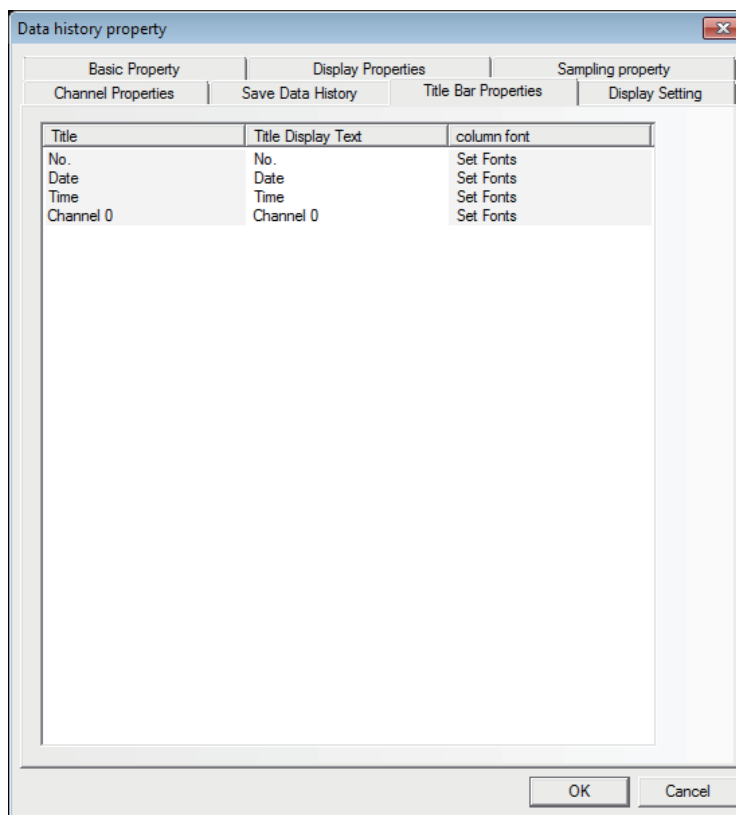 Data history property
Basic Property Display Properties Sampling property
Channel Properties Save Data History Title Bar Properties Display Setting
Title Title Display Text column font
No. No. Set Fonts
Date Date Set Fonts
Time Time Set Fonts
Channel 0 Channel 0 Set Fonts
OK Cancel